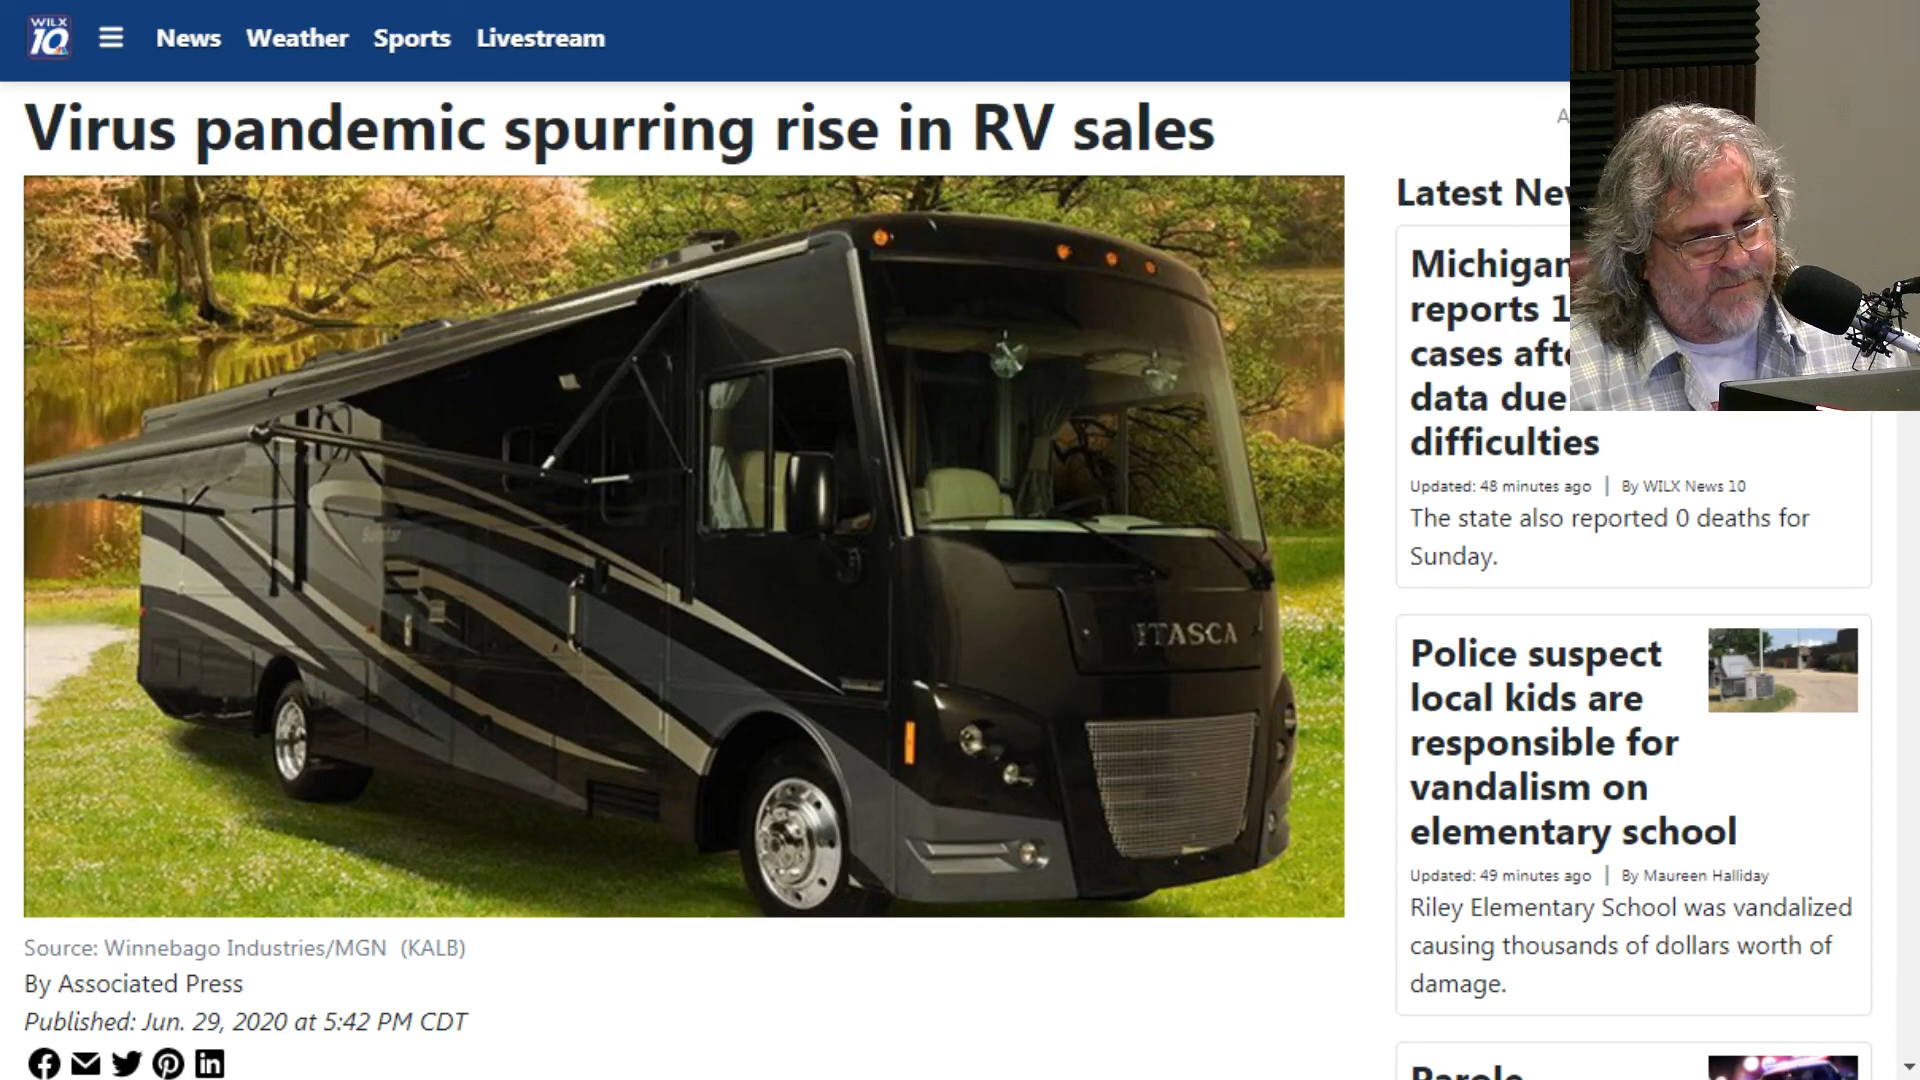 WILX
10
News Weather Sports Livestream
Virus pandemic spurring rise in RV sales
ITASCA
Source: Winnebago Industries/MGN (KALB)
By Associated Press
Published: Jun. 29, 2020 at 5:42 PM CDT
in
Latest
Michigan
reports
cases
data due
difficulties
Updated: 48 minutes ago | By WILX News 10
The state also reported 0 deaths for
Sunday.
Police suspect
local kids are
responsible for
vandalism on
elementary school
Updated: 49 minutes ago | By Maureen Halliday
Riley Elementary School was vandalized
causing thousands of dollars worth of
damage.
Parole